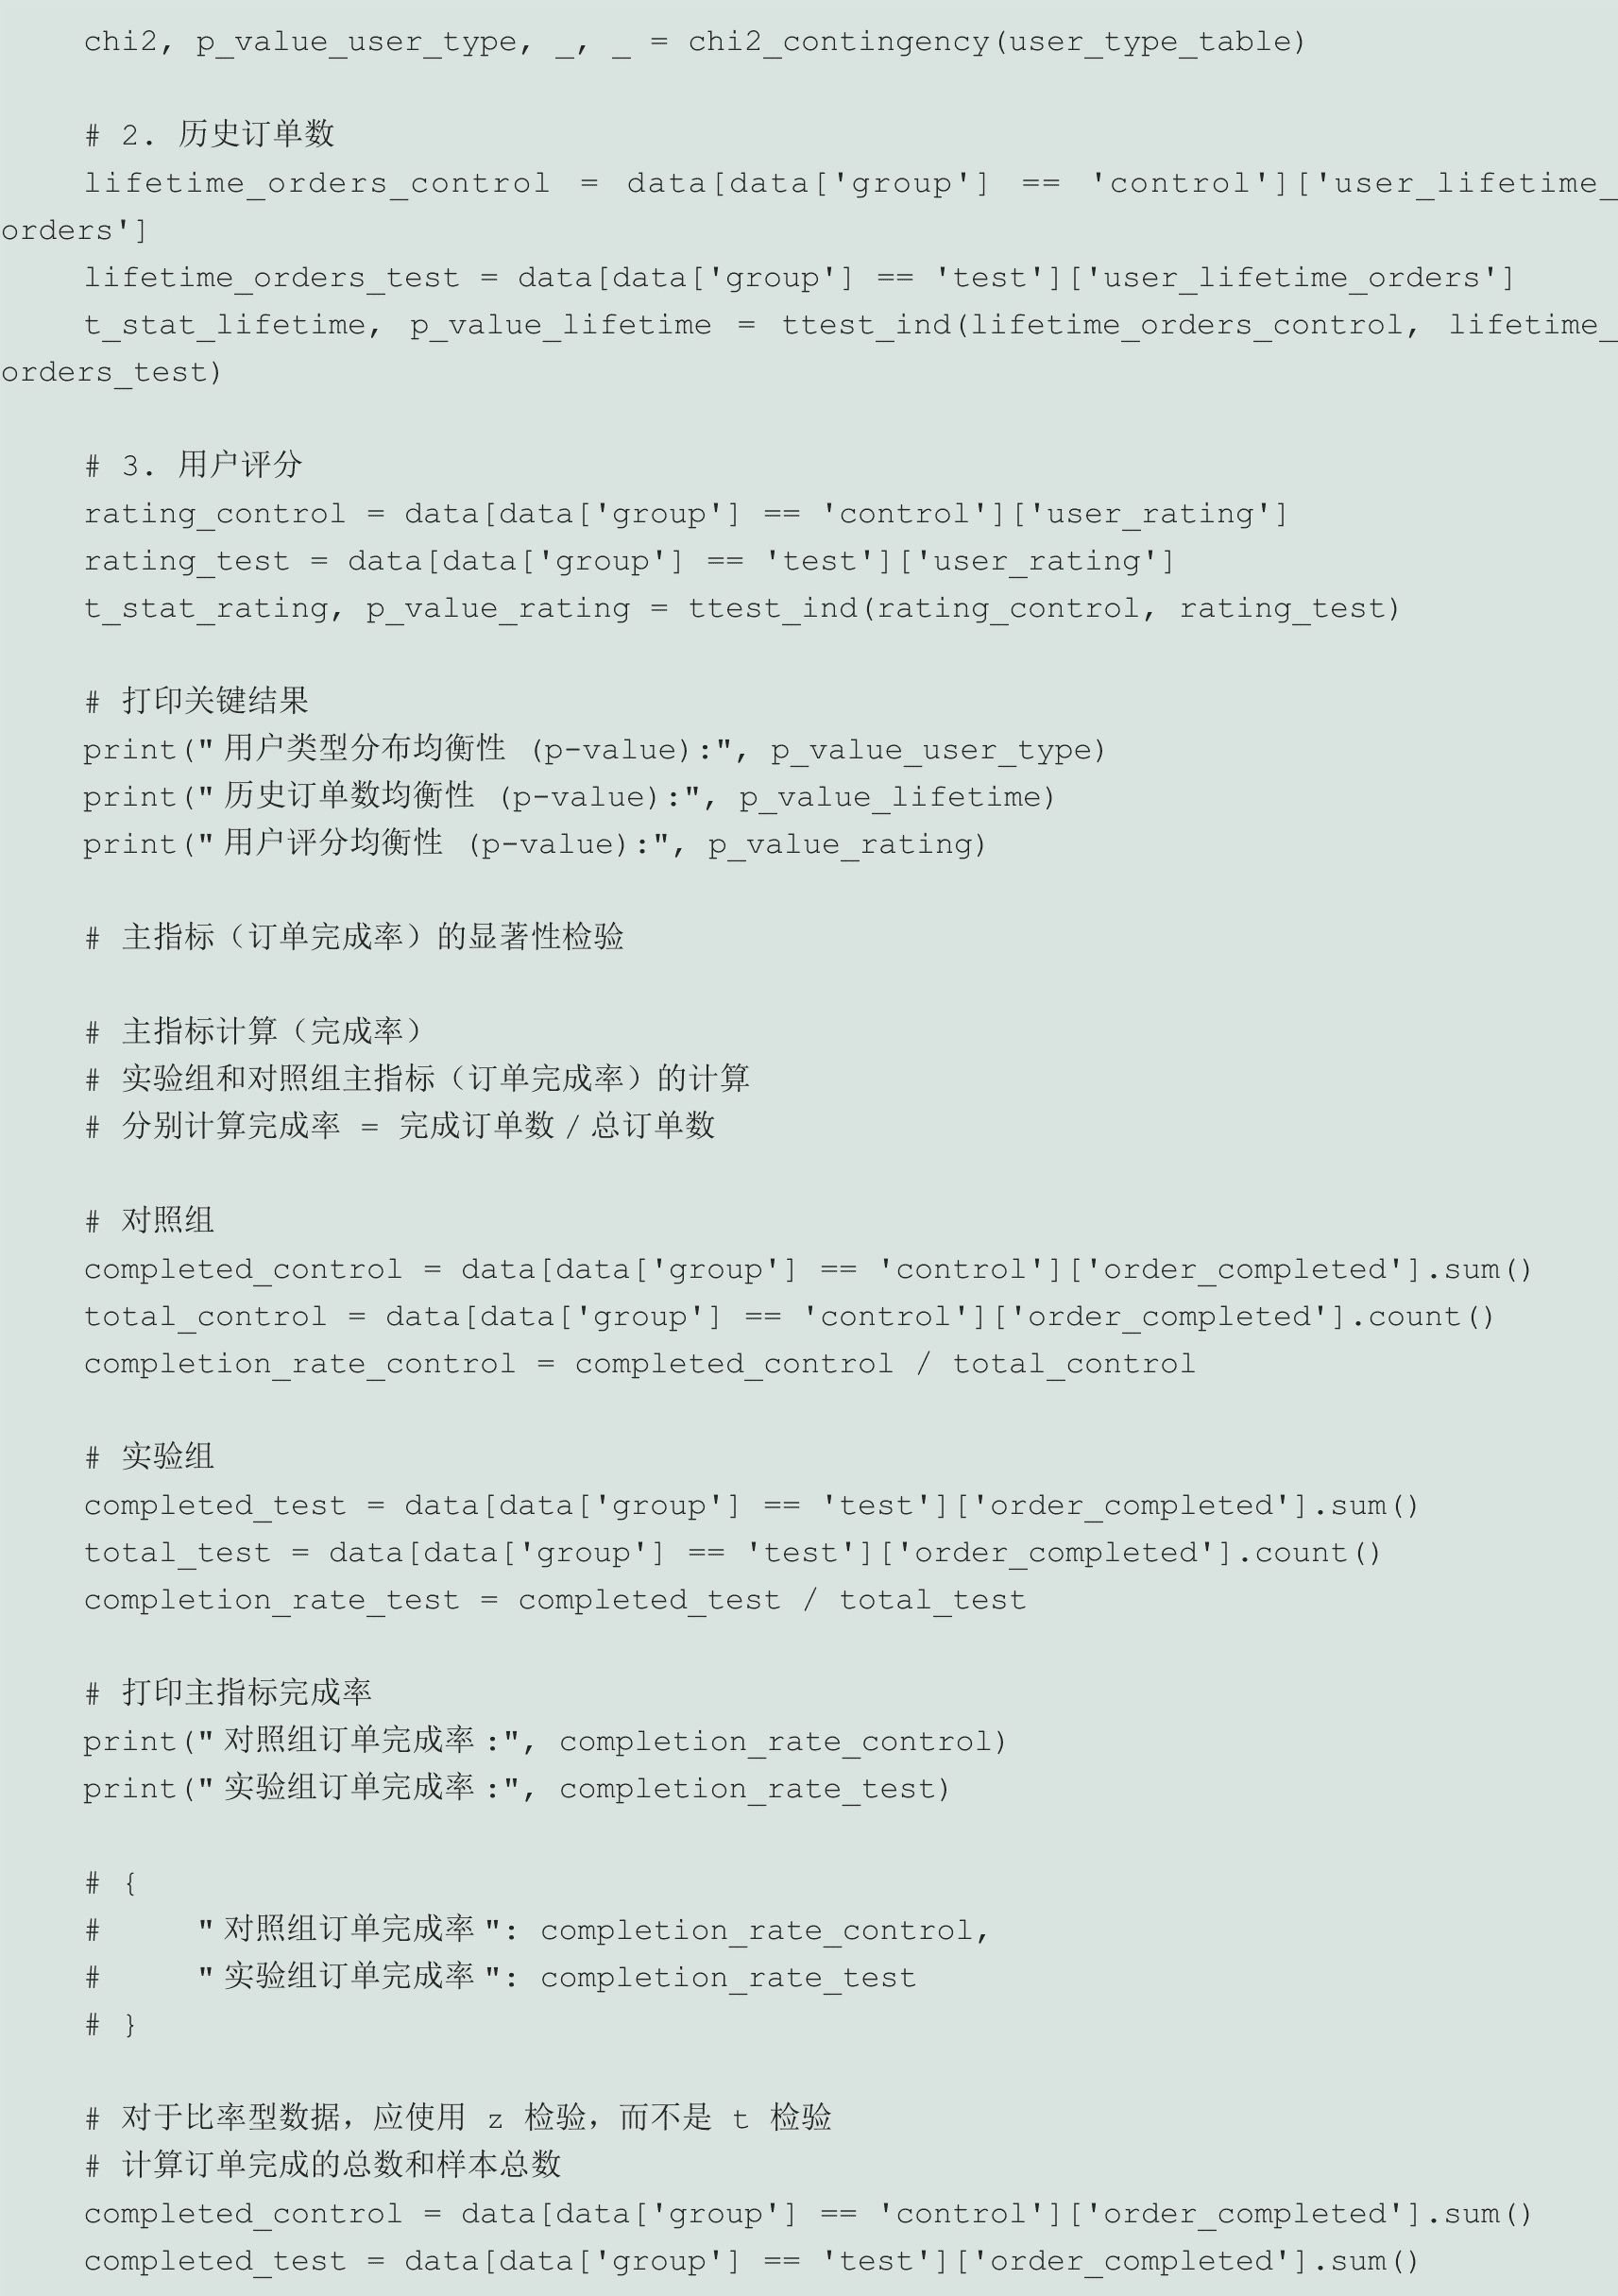 chi2, p_value_user_type, _, _ = chi2_contingency(user_type_table)
# 2. 历史订单数
lifetime_orders_control = data[data['group'] == 'control']['user_lifetime_
orders']
lifetime_orders_test = data[data['group'] == 'test']['user_lifetime_orders']
t_stat_lifetime, p_value_lifetime = ttest_ind(lifetime_orders_control, lifetime_
orders_test)
# 3. 用户评分
rating_control = data[data['group'] == 'control']['user_rating']
rating_test = data[data['group'] == 'test']['user_rating']
t_stat_rating, p_value_rating = ttest_ind(rating_control, rating_test)
# 打印关键结果
print("用户类型分布均衡性 (p-value):", p_value_user_type)
print("历史订单数均衡性 (p-value):", p_value_lifetime)
print("用户评分均衡性 (p-value):", p_value_rating)
# 主指标（订单完成率）的显著性检验
# 主指标计算（完成率）
# 实验组和对照组主指标（订单完成率）的计算
# 分别计算完成率 = 完成订单数 / 总订单数
# 对照组
completed_control = data[data['group'] == 'control']['order_completed'].sum()
total_control = data[data['group'] == 'control']['order_completed'].count()
completion_rate_control = completed_control / total_control
# 实验组
completed_test = data[data['group'] == 'test']['order_completed'].sum()
total_test = data[data['group'] == 'test']['order_completed'].count()
completion_rate_test = completed_test / total_test
# 打印主指标完成率
print("对照组订单完成率:", completion_rate_control)
print("实验组订单完成率:", completion_rate_test)
# {
#     "对照组订单完成率": completion_rate_control,
#     "实验组订单完成率": completion_rate_test
# }
# 对于比率型数据，应使用 z 检验，而不是 t 检验
# 计算订单完成的总数和样本总数
completed_control = data[data['group'] == 'control']['order_completed'].sum()
completed_test = data[data['group'] == 'test']['order_completed'].sum()